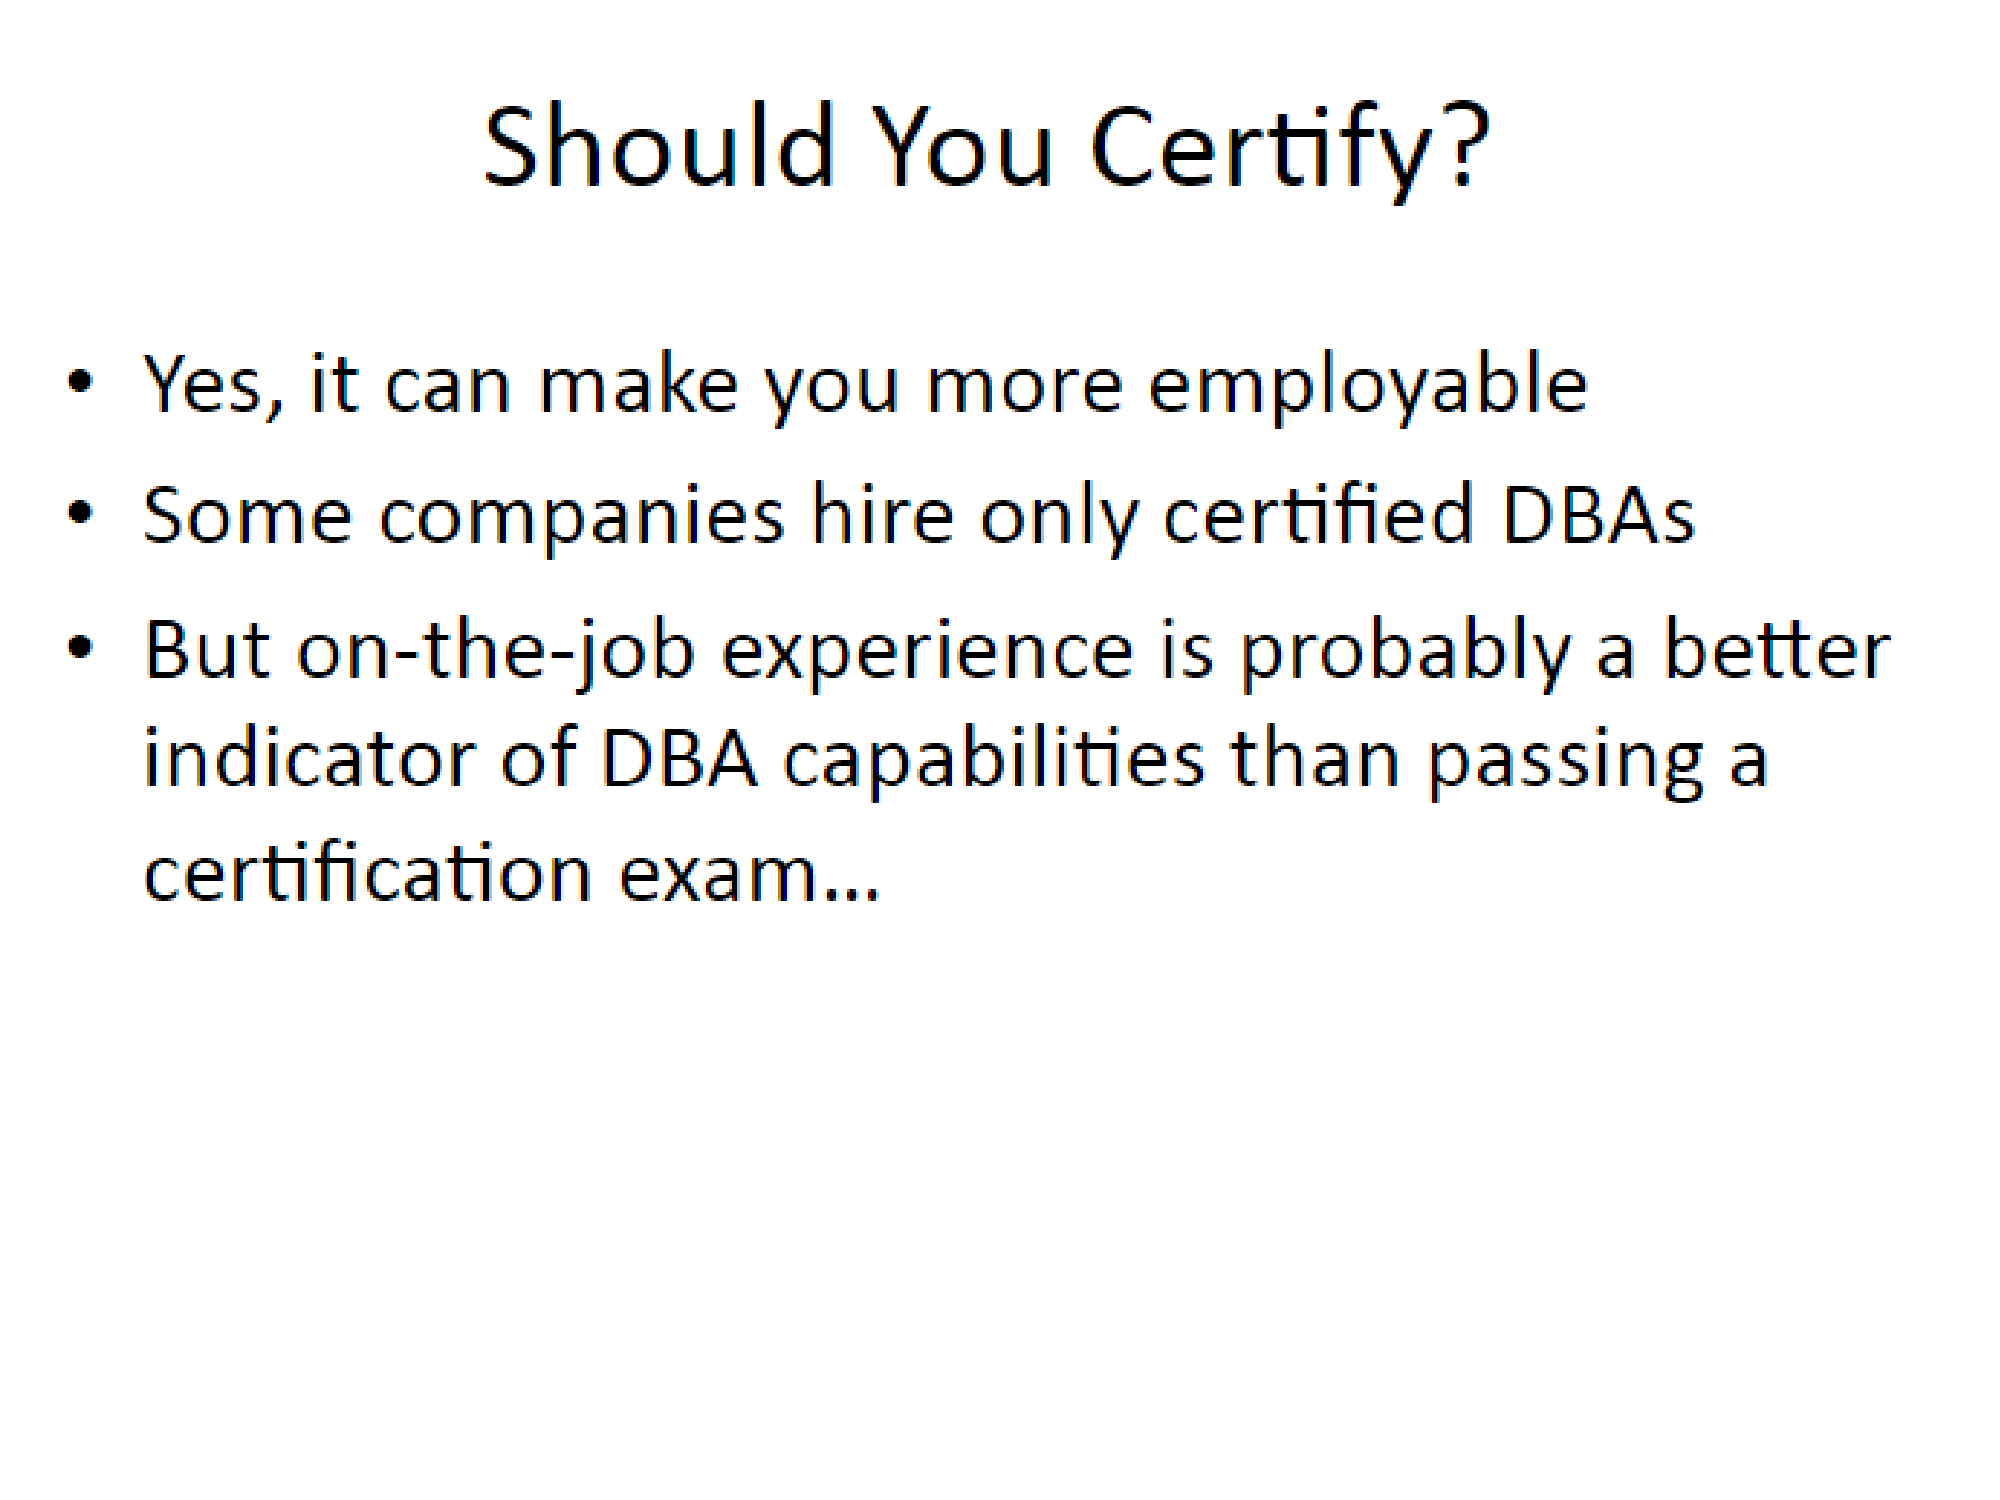 Should You Certify?
• Yes, it can make you more employable
• Some companies hire only certified DBAs
• But on-the-job experience is probably a better
indicator of DBA capabilities than passing a
certification exam...